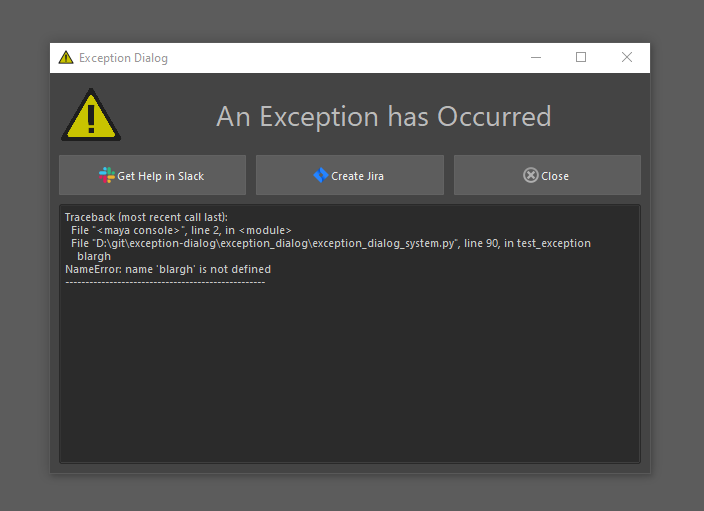 Exception Dialog
An Exception has Occurred
Get Help in Slack
Create Jira
Close
Traceback (most recent call last):
  File "<maya console>", line 2, in <module>
  File "D:\git\exception-dialog\exception_dialog\exception_dialog_system.py", line 90, in test_exception
    blargh
NameError: name 'blargh' is not defined
--------------------------------------------------